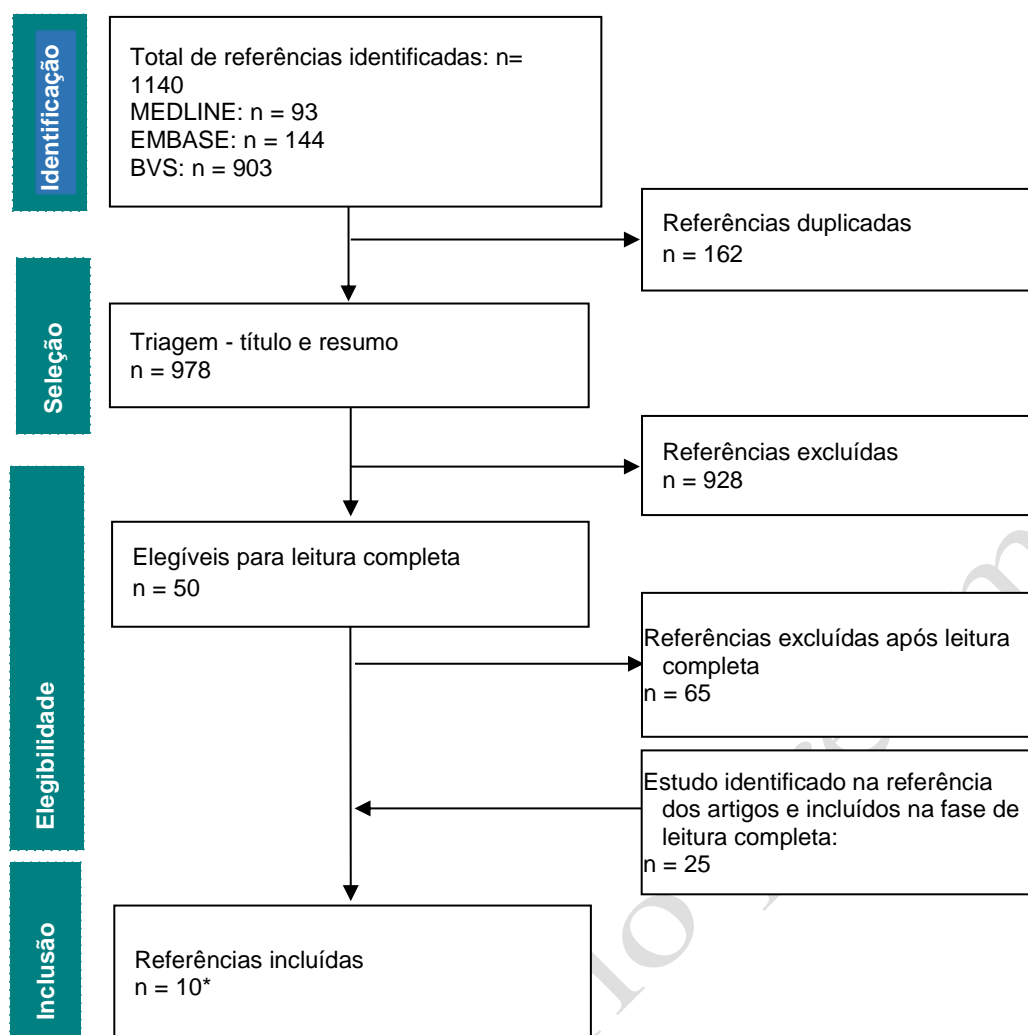 Identificação
Total de referências identificadas: n=
1140
MEDLINE: n = 93
EMBASE: n = 144
BVS: n = 903
Referências duplicadas
n = 162
Seleção
Triagem - título e resumo
n = 978
Referências excluídas
n = 928
Elegibilidade
Elegíveis para leitura completa
n = 50
Referências excluídas após leitura
completa
n = 65
Estudo identificado na referência
dos artigos e incluídos na fase de
leitura completa:
n = 25
Inclusão
Referências incluídas
n = 10*